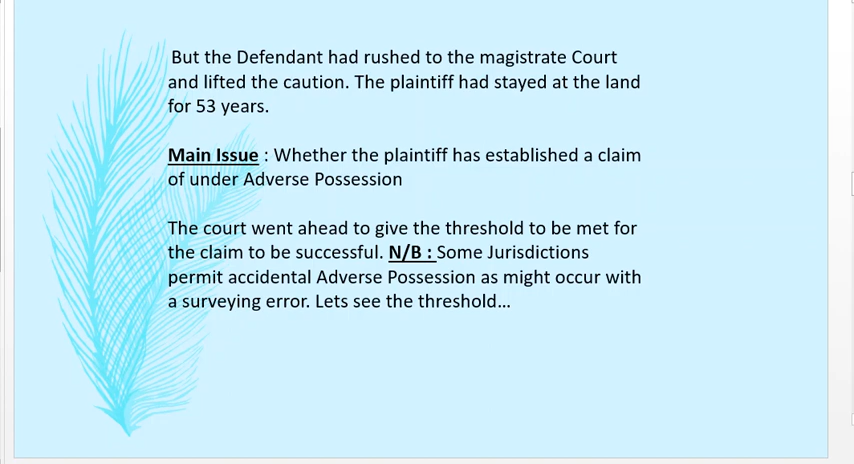 But the Defendant had rushed to the magistrate Court
and lifted the caution. The plaintiff had stayed at the land
for 53 years.
Main Issue : Whether the plaintiff has established a claim
of under Adverse Possession
The court went ahead to give the threshold to be met for
the claim to be successful. N/B : Some Jurisdictions
permit accidental Adverse Possession as might occur with
a surveying error. Lets see the threshold...